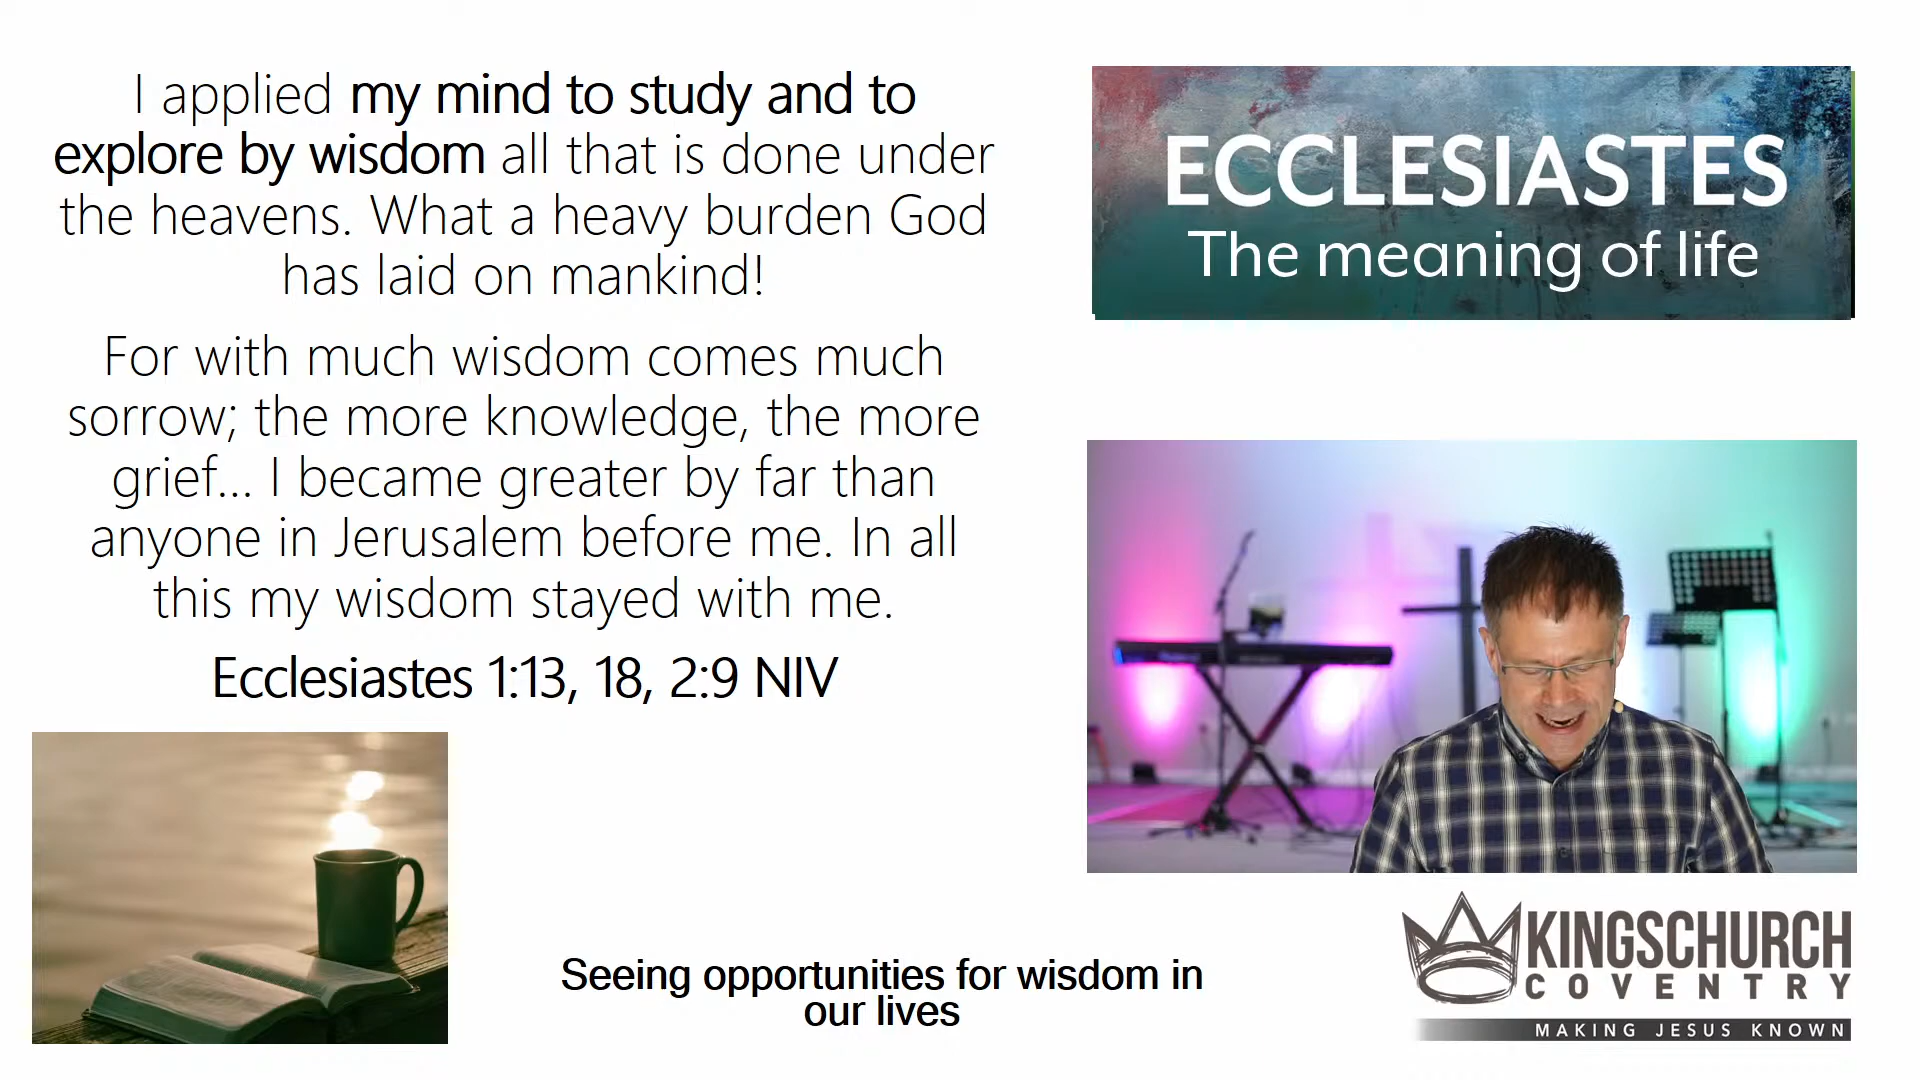 I applied my mind to study and to
explore by wisdom all that is done under
the heavens. What a heavy burden God
has laid on mankind!
For with much wisdom comes much
sorrow; the more knowledge, the more
grief... I became greater by far than
anyone in Jerusalem before me. In all
this my wisdom stayed with me.
Ecclesiastes 1:13, 18, 2:9 NIV
ECCLESIASTES
The meaning of life
Seeing opportunities for wisdom in
our lives
KINGSCHURCH
COVENTRY
MAKING JESUS KNOWN